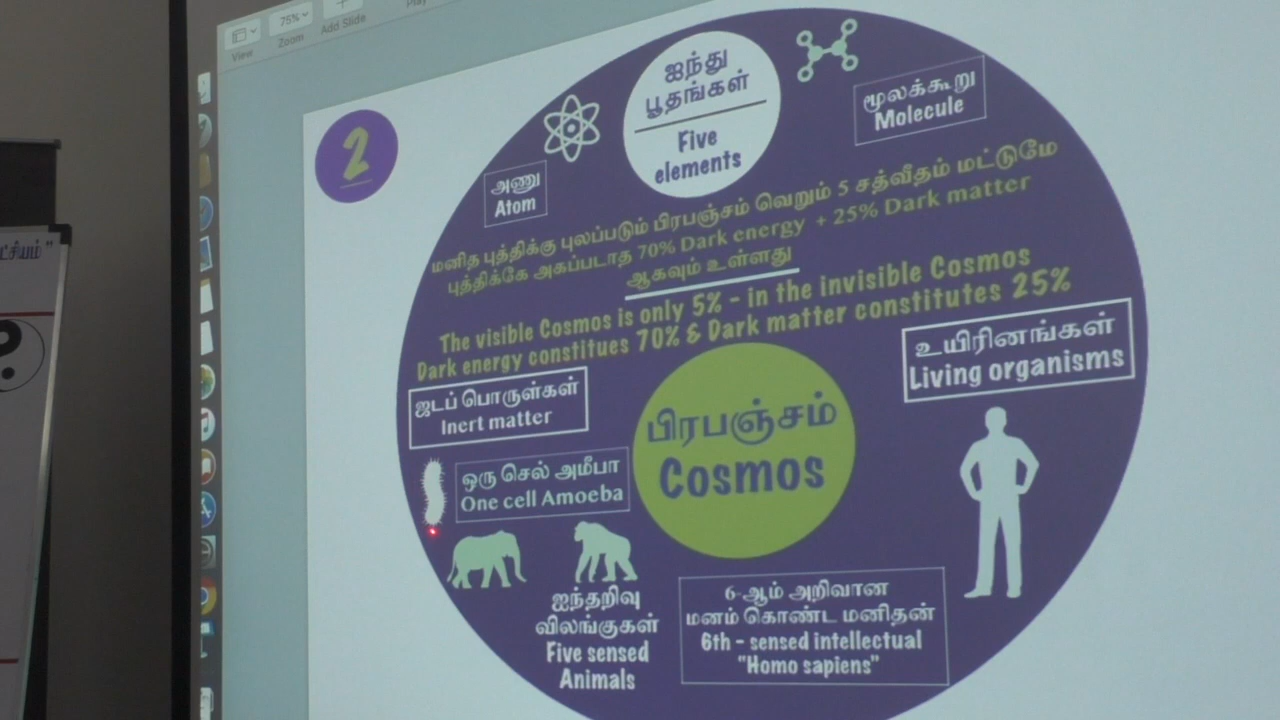 View
75%
Zoom
Add Slide
2
ஐந்து
பூதங்கள்
Five
elements
மூலக்கூறு
Molecule
அணு
Atom
மனித புத்திக்கு புலப்படும் பிரபஞ்சம் வெறும் 5 சத்வீதம் மட்டுமே
புத்திக்கே அகப்படாத 70% Dark energy + 25% Dark matter
ஆகவும் உள்ளது
The visible Cosmos is only 5% - in the invisible Cosmos
Dark energy constitues 70% & Dark matter constitutes 25%
உயிரினங்கள்
Living organisms
ஜடப் பொருள்கள்
Inert matter
பிரபஞ்சம்
Cosmos
ஒரு செல் அமீபா
One cell Amoeba
ஐந்தறிவு
விலங்குகள்
Five sensed
Animals
6-ஆம் அறிவான
மனம் கொண்ட மனிதன்
6th - sensed intellectual
"Homo sapiens"